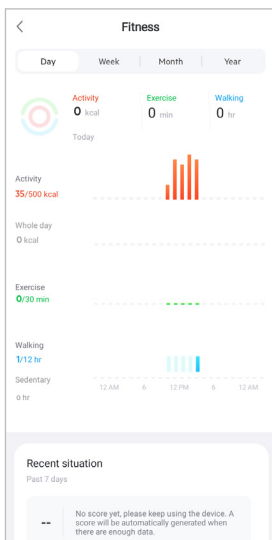 Fitness
Day Week Month Year
Activity Exercise Walking
0 kcal 0 min 0 hr
Today
Activity
35/500 kcal
Whole day
0 kcal
Exercise
0/30 min
Walking
1/12 hr
Sedentary
0 hr
12 AM 6 12 PM 6 12 AM
Recent situation
Past 7 days
-- No score yet, please keep using the device. A
score will be automatically generated when
there are enough data.